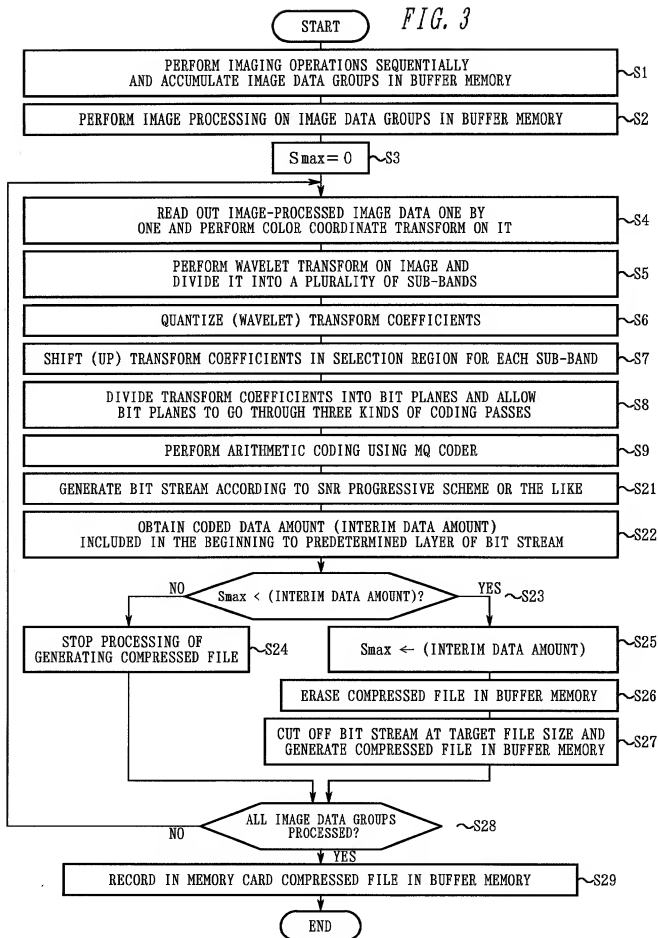 FIG. 3
START
PERFORM IMAGING OPERATIONS SEQUENTIALLY
AND ACCUMULATE IMAGE DATA GROUPS IN BUFFER MEMORY
S1
PERFORM IMAGE PROCESSING ON IMAGE DATA GROUPS IN BUFFER MEMORY
S2
Smax = 0
S3
READ OUT IMAGE-PROCESSED IMAGE DATA ONE BY
ONE AND PERFORM COLOR COORDINATE TRANSFORM ON IT
S4
PERFORM WAVELET TRANSFORM ON IMAGE AND
DIVIDE IT INTO A PLURALITY OF SUB-BANDS
S5
QUANTIZE (WAVELET) TRANSFORM COEFFICIENTS
S6
SHIFT (UP) TRANSFORM COEFFICIENTS IN SELECTION REGION FOR EACH SUB-BAND
S7
DIVIDE TRANSFORM COEFFICIENTS INTO BIT PLANES AND ALLOW
BIT PLANES TO GO THROUGH THREE KINDS OF CODING PASSES
S8
PERFORM ARITHMETIC CODING USING MQ CODER
S9
GENERATE BIT STREAM ACCORDING TO SNR PROGRESSIVE SCHEME OR THE LIKE
S21
OBTAIN CODED DATA AMOUNT (INTERIM DATA AMOUNT)
INCLUDED IN THE BEGINNING TO PREDETERMINED LAYER OF BIT STREAM
S22
NO
Smax < (INTERIM DATA AMOUNT)?
YES
S23
STOP PROCESSING OF
GENERATING COMPRESSED FILE
S24
Smax ← (INTERIM DATA AMOUNT)
S25
ERASE COMPRESSED FILE IN BUFFER MEMORY
S26
CUT OFF BIT STREAM AT TARGET FILE SIZE AND
GENERATE COMPRESSED FILE IN BUFFER MEMORY
S27
ALL IMAGE DATA GROUPS
PROCESSED?
S28
NO
YES
RECORD IN MEMORY CARD COMPRESSED FILE IN BUFFER MEMORY
S29
END